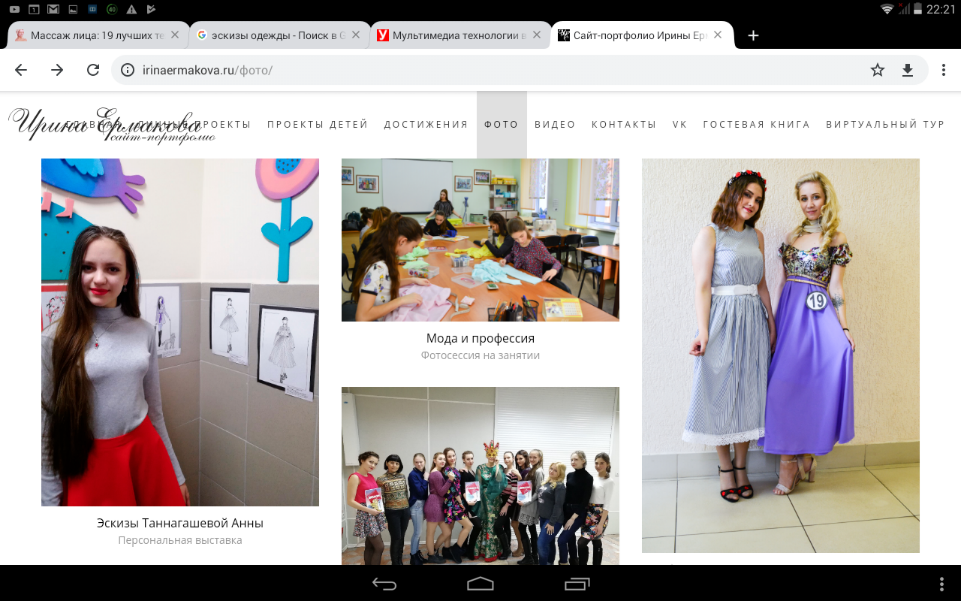 22:21
Массаж лица: 19 лучших те
эскизы одежды - Поиск в G
Мультимедиа технологии в
Сайт-портфолио Ирины Ер
irinaermakova.ru/фото/
Ирина Ермакова
сайт-портфолио
ПРОЕКТЫ
ПРОЕКТЫ ДЕТЕЙ
ДОСТИЖЕНИЯ
ФОТО
ВИДЕО
КОНТАКТЫ
VK
ГОСТЕВАЯ КНИГА
ВИРТУАЛЬНЫЙ ТУР
19
Мода и профессия
Фотосессия на занятии
Эскизы Таннагашевой Анны
Персональная выставка